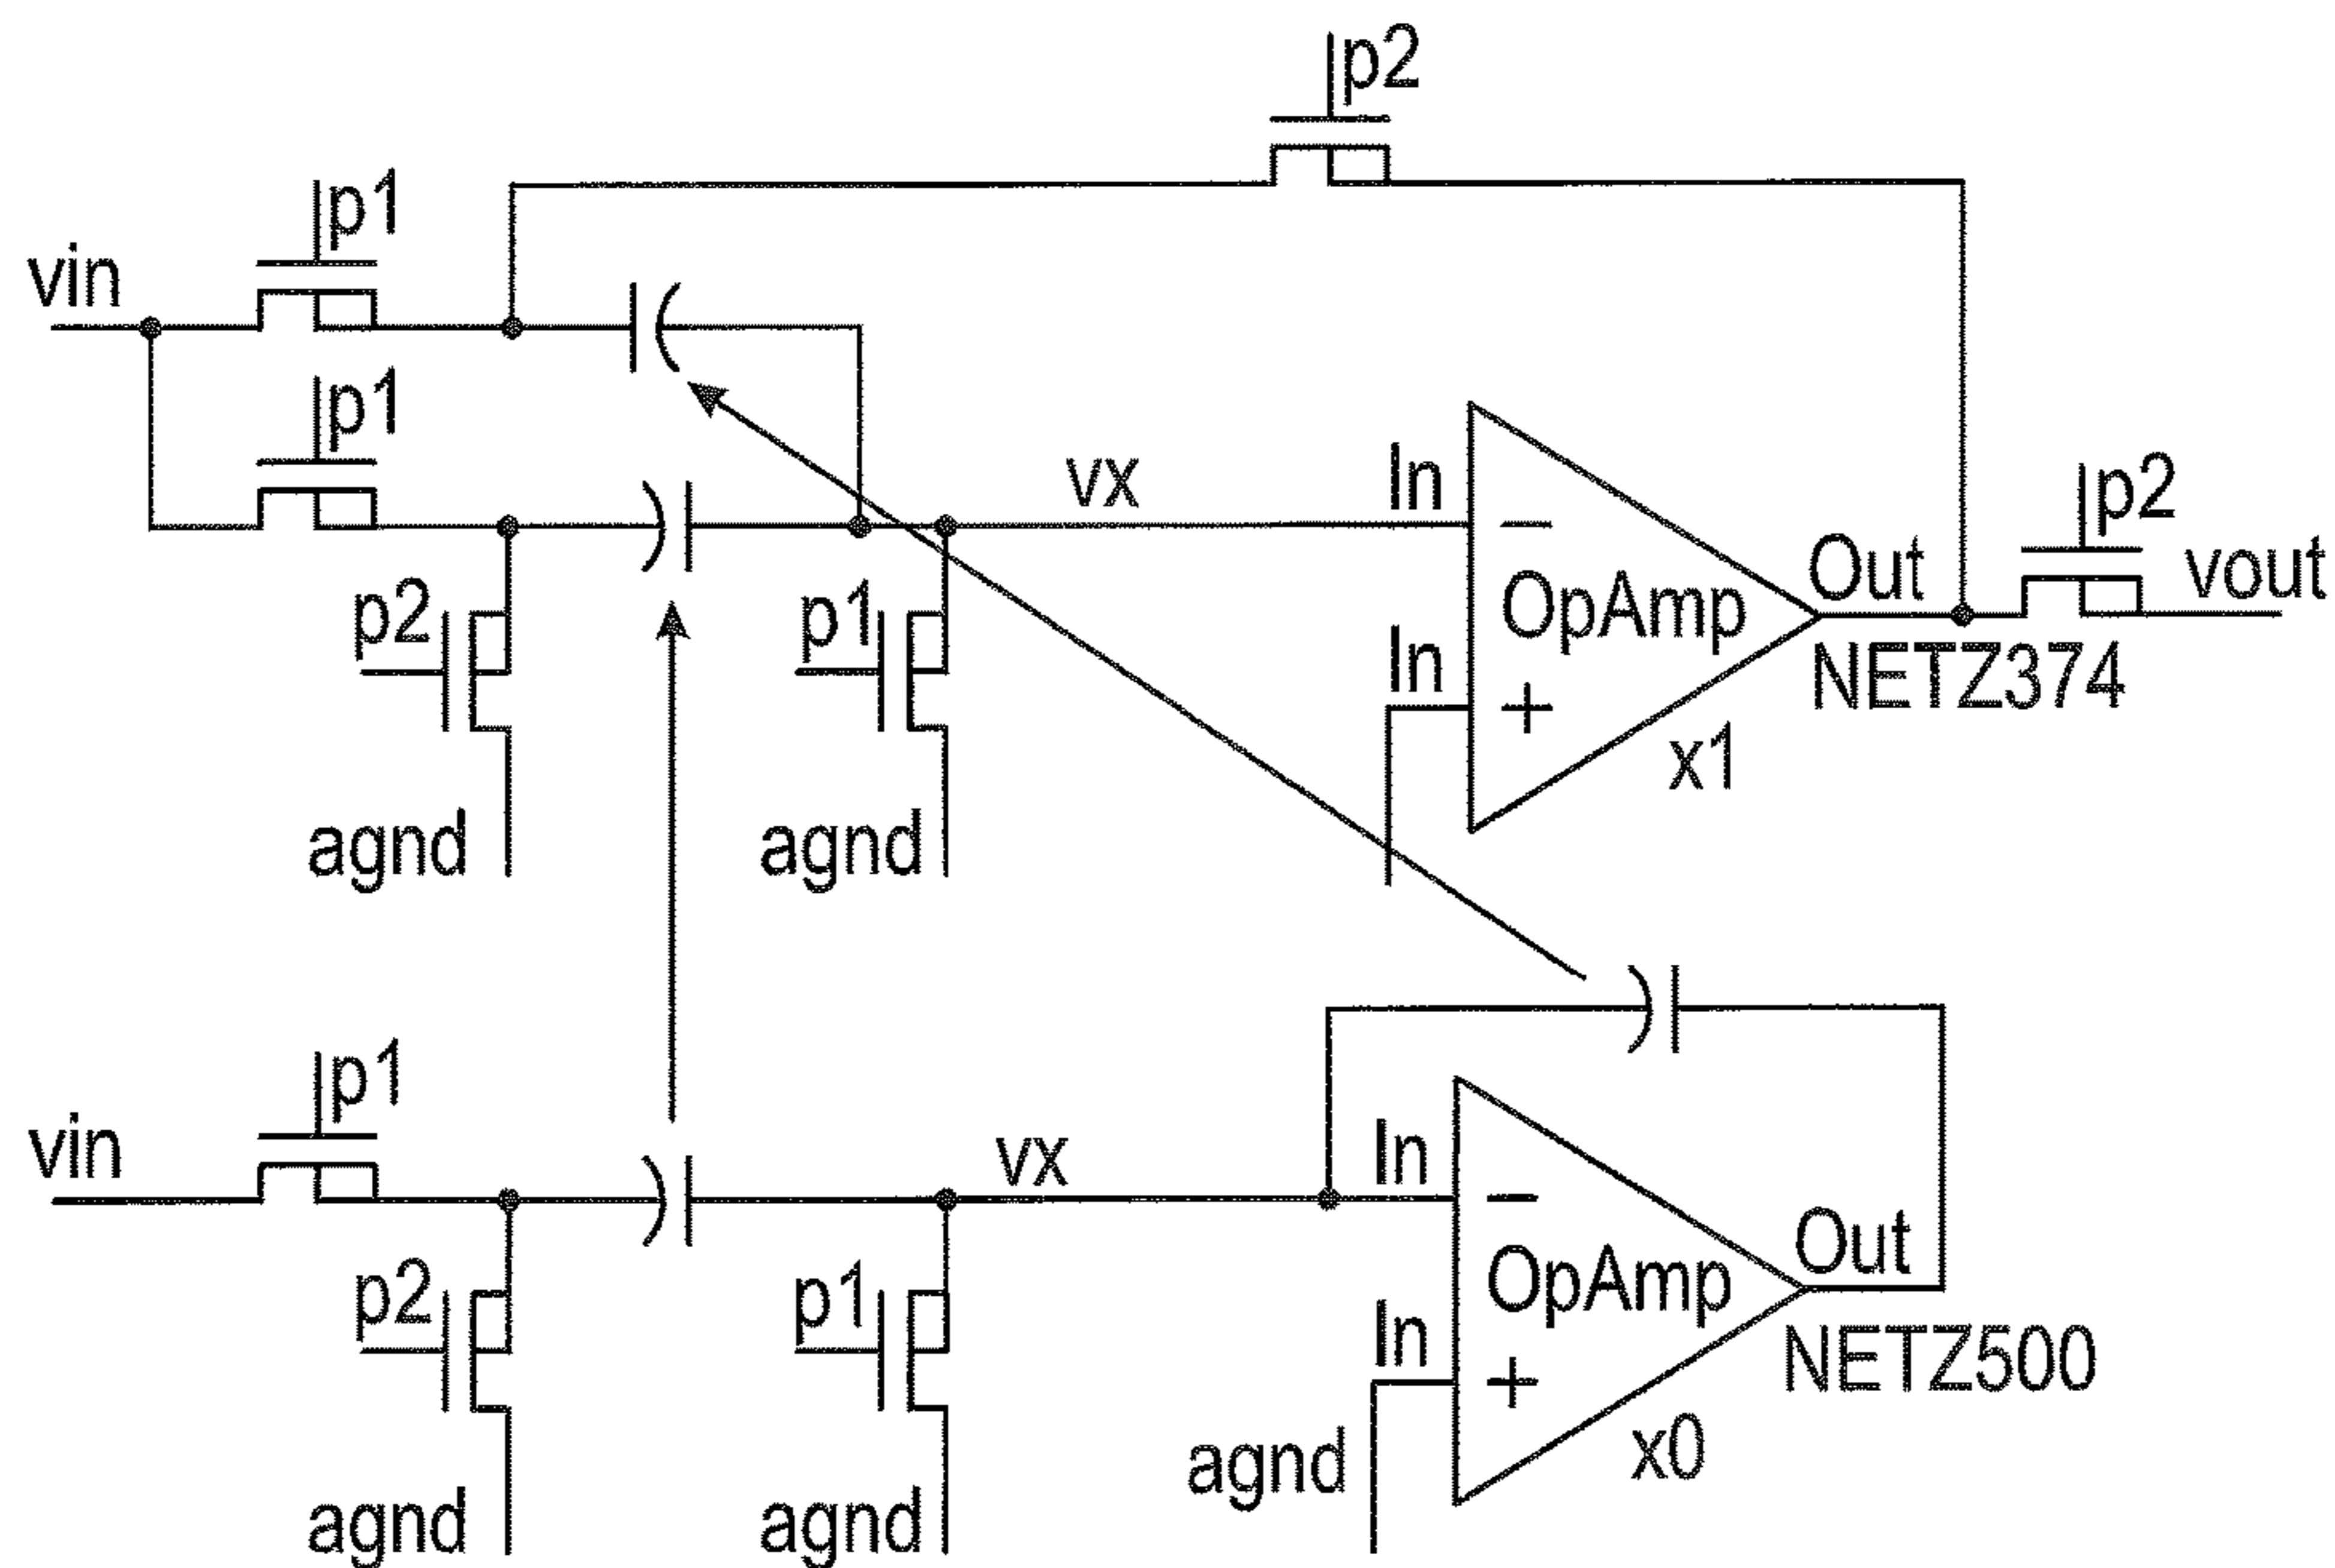 p2
p1
vin
p1
vx
In
p2
p2
p1
OpAmp
Out
vout
In
NETZ374
x1
agnd
agnd
p1
vin
vx
In
Out
p2
p1
OpAmp
In
NETZ500
x0
agnd
agnd
agnd